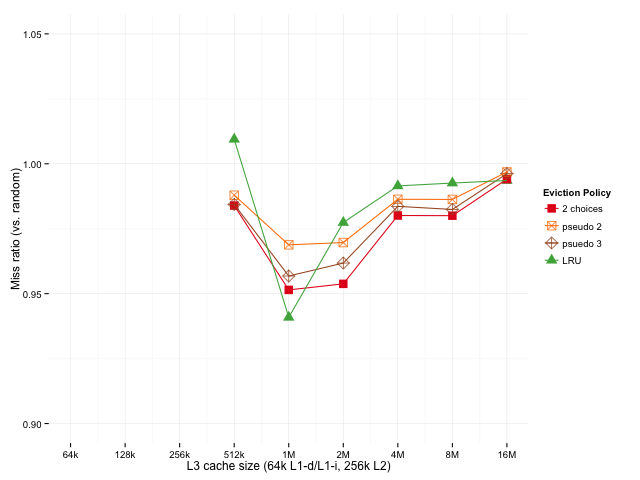 1.05
1.00
0.95
0.90
Miss ratio (vs. random)
64k 128k 256k 512k 1M 2M 4M 8M 16M
L3 cache size (64k L1-d/L1-i, 256k L2)
Eviction Policy
2 choices
pseudo 2
psuedo 3
LRU